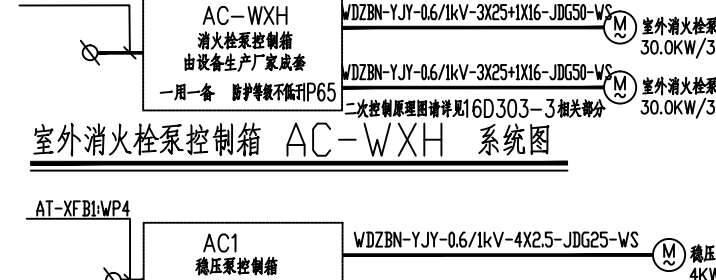 AC-WXH
消火栓泵控制箱
由设备生产厂家成套
一用一备 防护等级不低于IP65
WDZBN-YJY-0.6/1kV-3X25+1X16-JDG50-WS
M
~
室外消火栓泵
30.0KW/3
WDZBN-YJY-0.6/1kV-3X25+1X16-JDG50-WS
M
~
室外消火栓泵
30.0KW/3
二次控制原理图请详见16D303-3相关部分
室外消火栓泵控制箱 AC-WXH 系统图
AT-XFB1:WP4
AC1
稳压泵控制箱
WDZBN-YJY-0.6/1kV-4X2.5-JDG25-WS
M
~
稳压
4KW